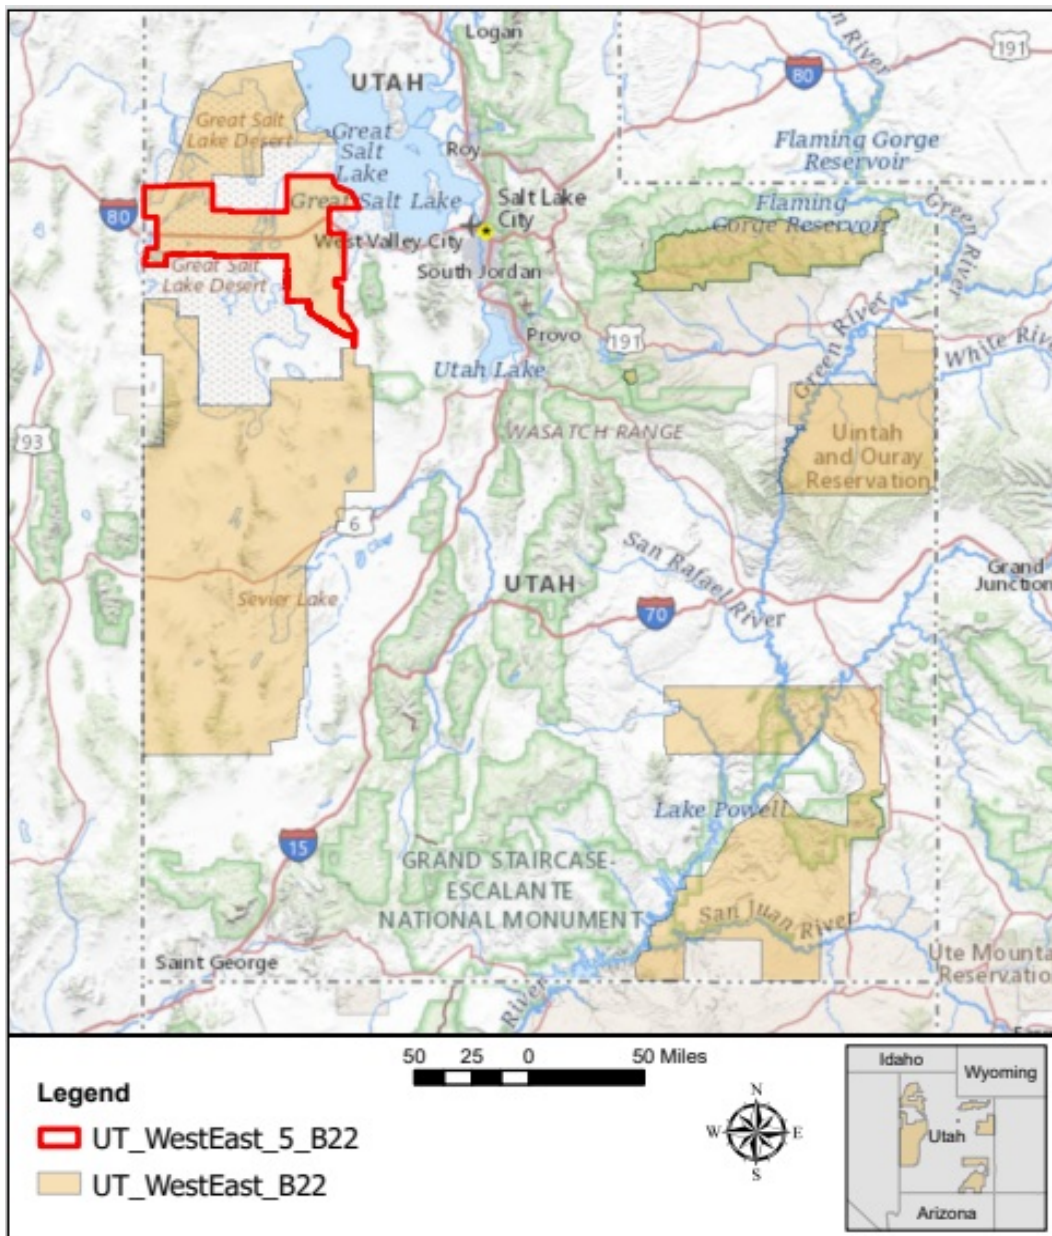 Logan
UTAH
191
80
Green River
Great Salt
Lake Desert
Great
Salt
Lake
Flaming Gorge
Reservoir
Roy
80
Great Salt Lake
Salt Lake
City
Flaming
Gorge Reservoir
Green River
West Valley City
South Jordan
Great Salt
Lake Desert
Provo
191
Green River
White River
Utah Lake
93
WASATCH RANGE
Uintah
and Ouray
Reservation
6
San Rafael River
Grand
Junction
UTAH
Sevier Lake
70
Lake Powell
15
GRAND STAIRCASE-
ESCALANTE
NATIONAL MONUMENT
San Juan River
Saint George
Ute Mounta
Reservation
River
50 25 0 50 Miles
Legend
UT_WestEast_5_B22
UT_WestEast_B22
N
W E
S
Idaho
Wyoming
Utah
Arizona